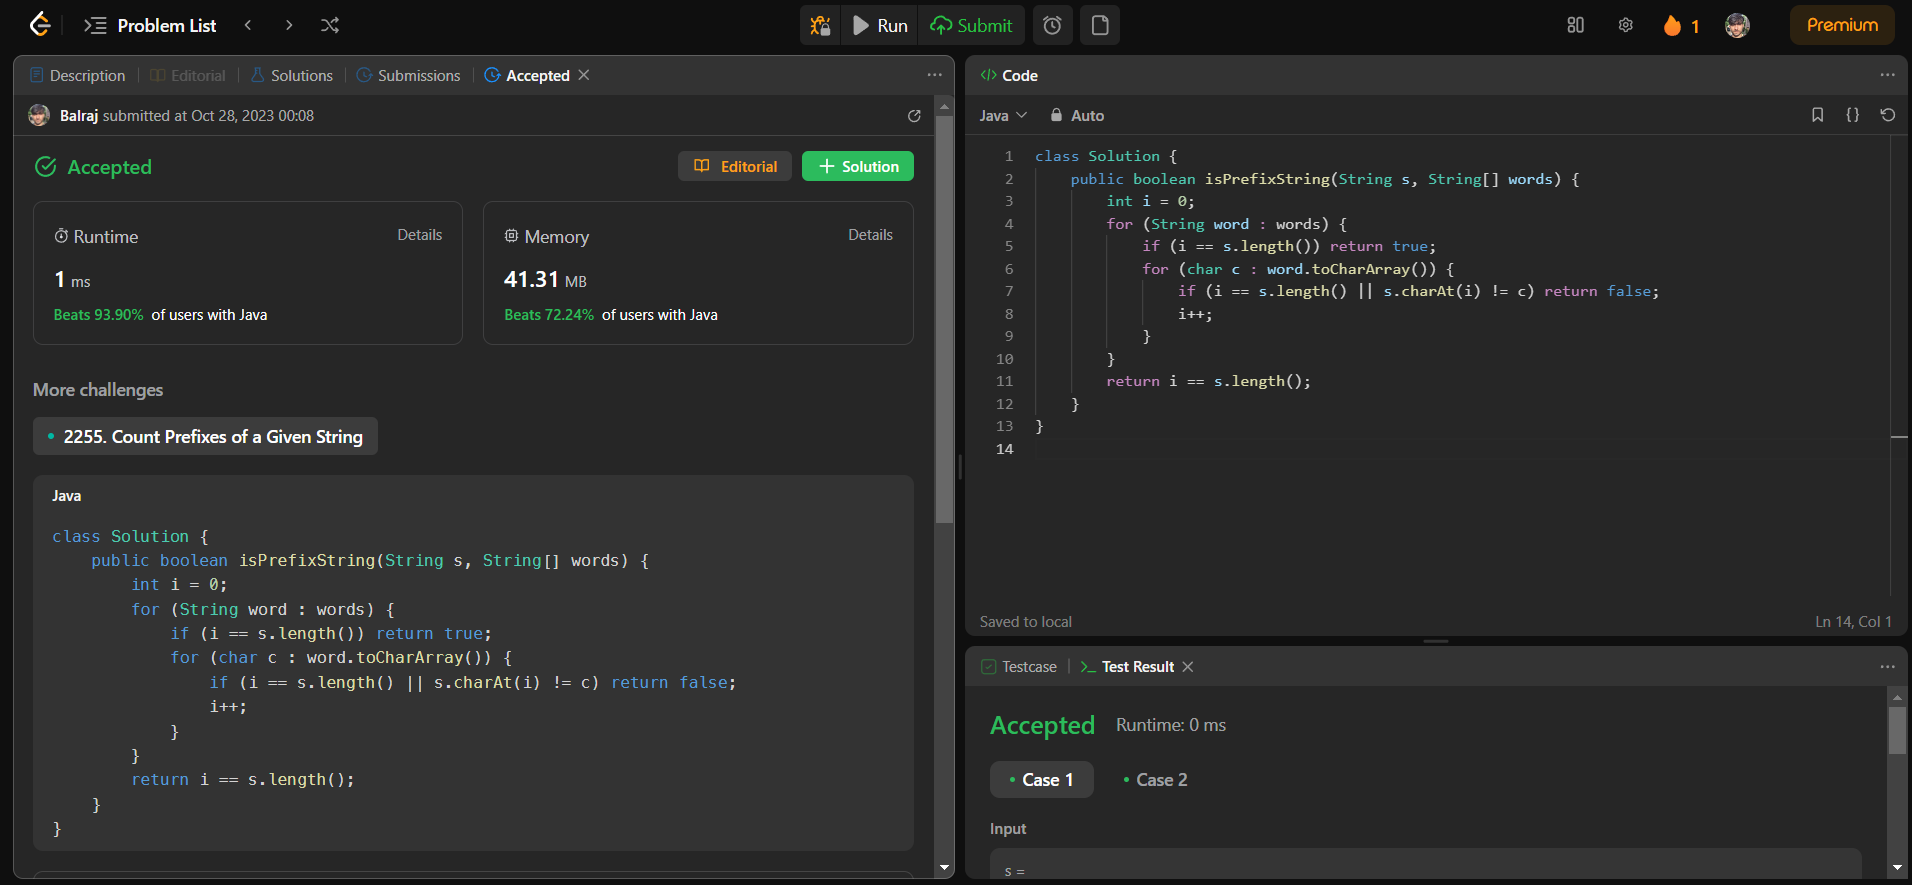 Problem List
Run
Submit
1
Premium
Description
Editorial
Solutions
Submissions
Accepted
Balraj submitted at Oct 28, 2023 00:08
Accepted
Editorial
Solution
Runtime
Details
1 ms
Beats 93.90% of users with Java
Memory
Details
41.31 MB
Beats 72.24% of users with Java
More challenges
2255. Count Prefixes of a Given String
Java
class Solution {
    public boolean isPrefixString(String s, String[] words) {
        int i = 0;
        for (String word : words) {
            if (i == s.length()) return true;
            for (char c : word.toCharArray()) {
                if (i == s.length() || s.charAt(i) != c) return false;
                i++;
            }
        }
        return i == s.length();
    }
}
Code
Java
Auto
1 class Solution {
2     public boolean isPrefixString(String s, String[] words) {
3         int i = 0;
4         for (String word : words) {
5             if (i == s.length()) return true;
6             for (char c : word.toCharArray()) {
7                 if (i == s.length() || s.charAt(i) != c) return false;
8                 i++;
9             }
10         }
11         return i == s.length();
12     }
13 }
14
Saved to local
Ln 14, Col 1
Testcase
Test Result
Accepted
Runtime: 0 ms
Case 1
Case 2
Input
s =